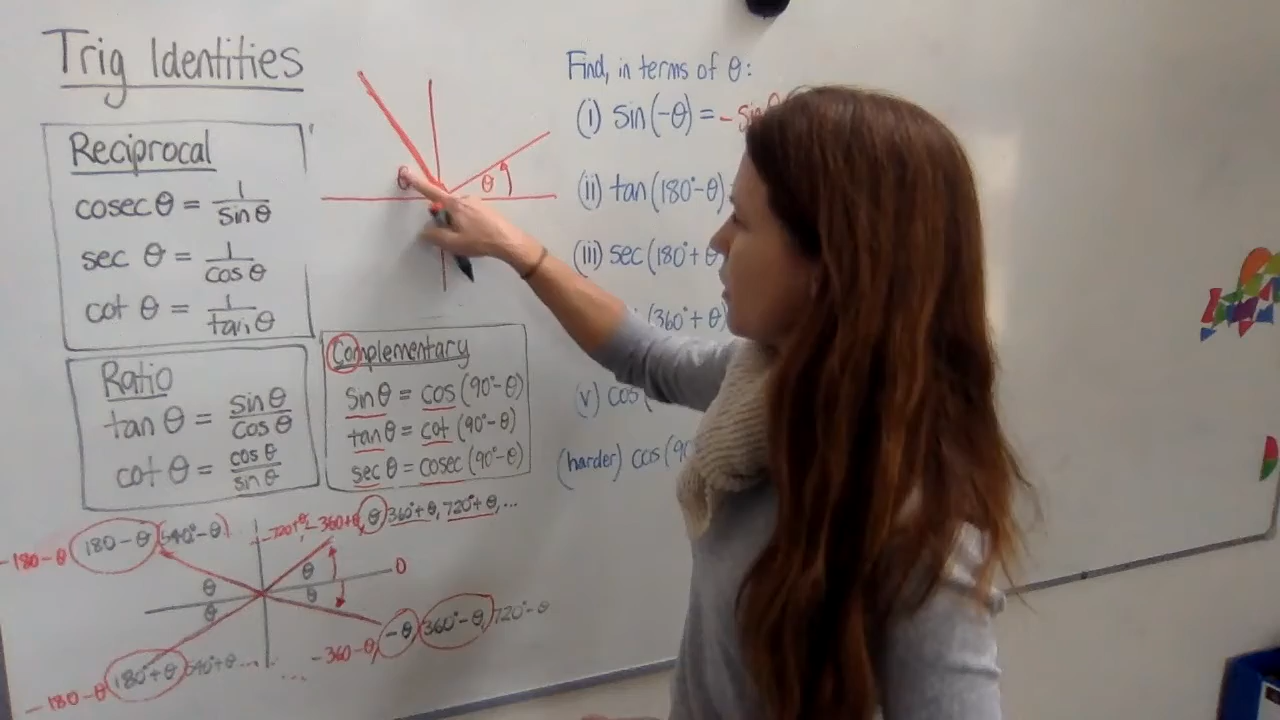 Trig Identities
Reciprocal
cosec θ = 1/sin θ
sec θ = 1/cos θ
cot θ = 1/tan θ
Ratio
tan θ = sin θ/cos θ
cot θ = cos θ/sin θ
θ
θ
Complementary
sin θ = cos (90° - θ)
tan θ = cot (90° - θ)
sec θ = cosec (90° - θ)
Find, in terms of θ:
(i) sin(-θ) = - sin θ
(ii) tan(180° - θ)
(iii) sec(180° + θ
(360° + θ)
(v) cos(
(harder) cos(90
-720+θ, -360+θ, θ, 360°+θ, 720°+θ, ...
-180-θ 180-θ (540°-θ)
θ θ 0
θ θ
-360-θ, -θ, 360°-θ, 720°-θ
-180-θ 180°+θ 540°+θ ...
...